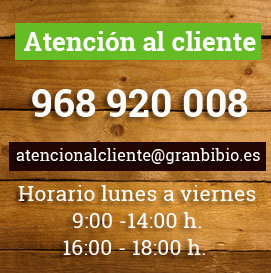 Atención al cliente
968 920 008
atencionalcliente@granbibio.es
Horario lunes a viernes
9:00 -14:00 h.
16:00 - 18:00 h.